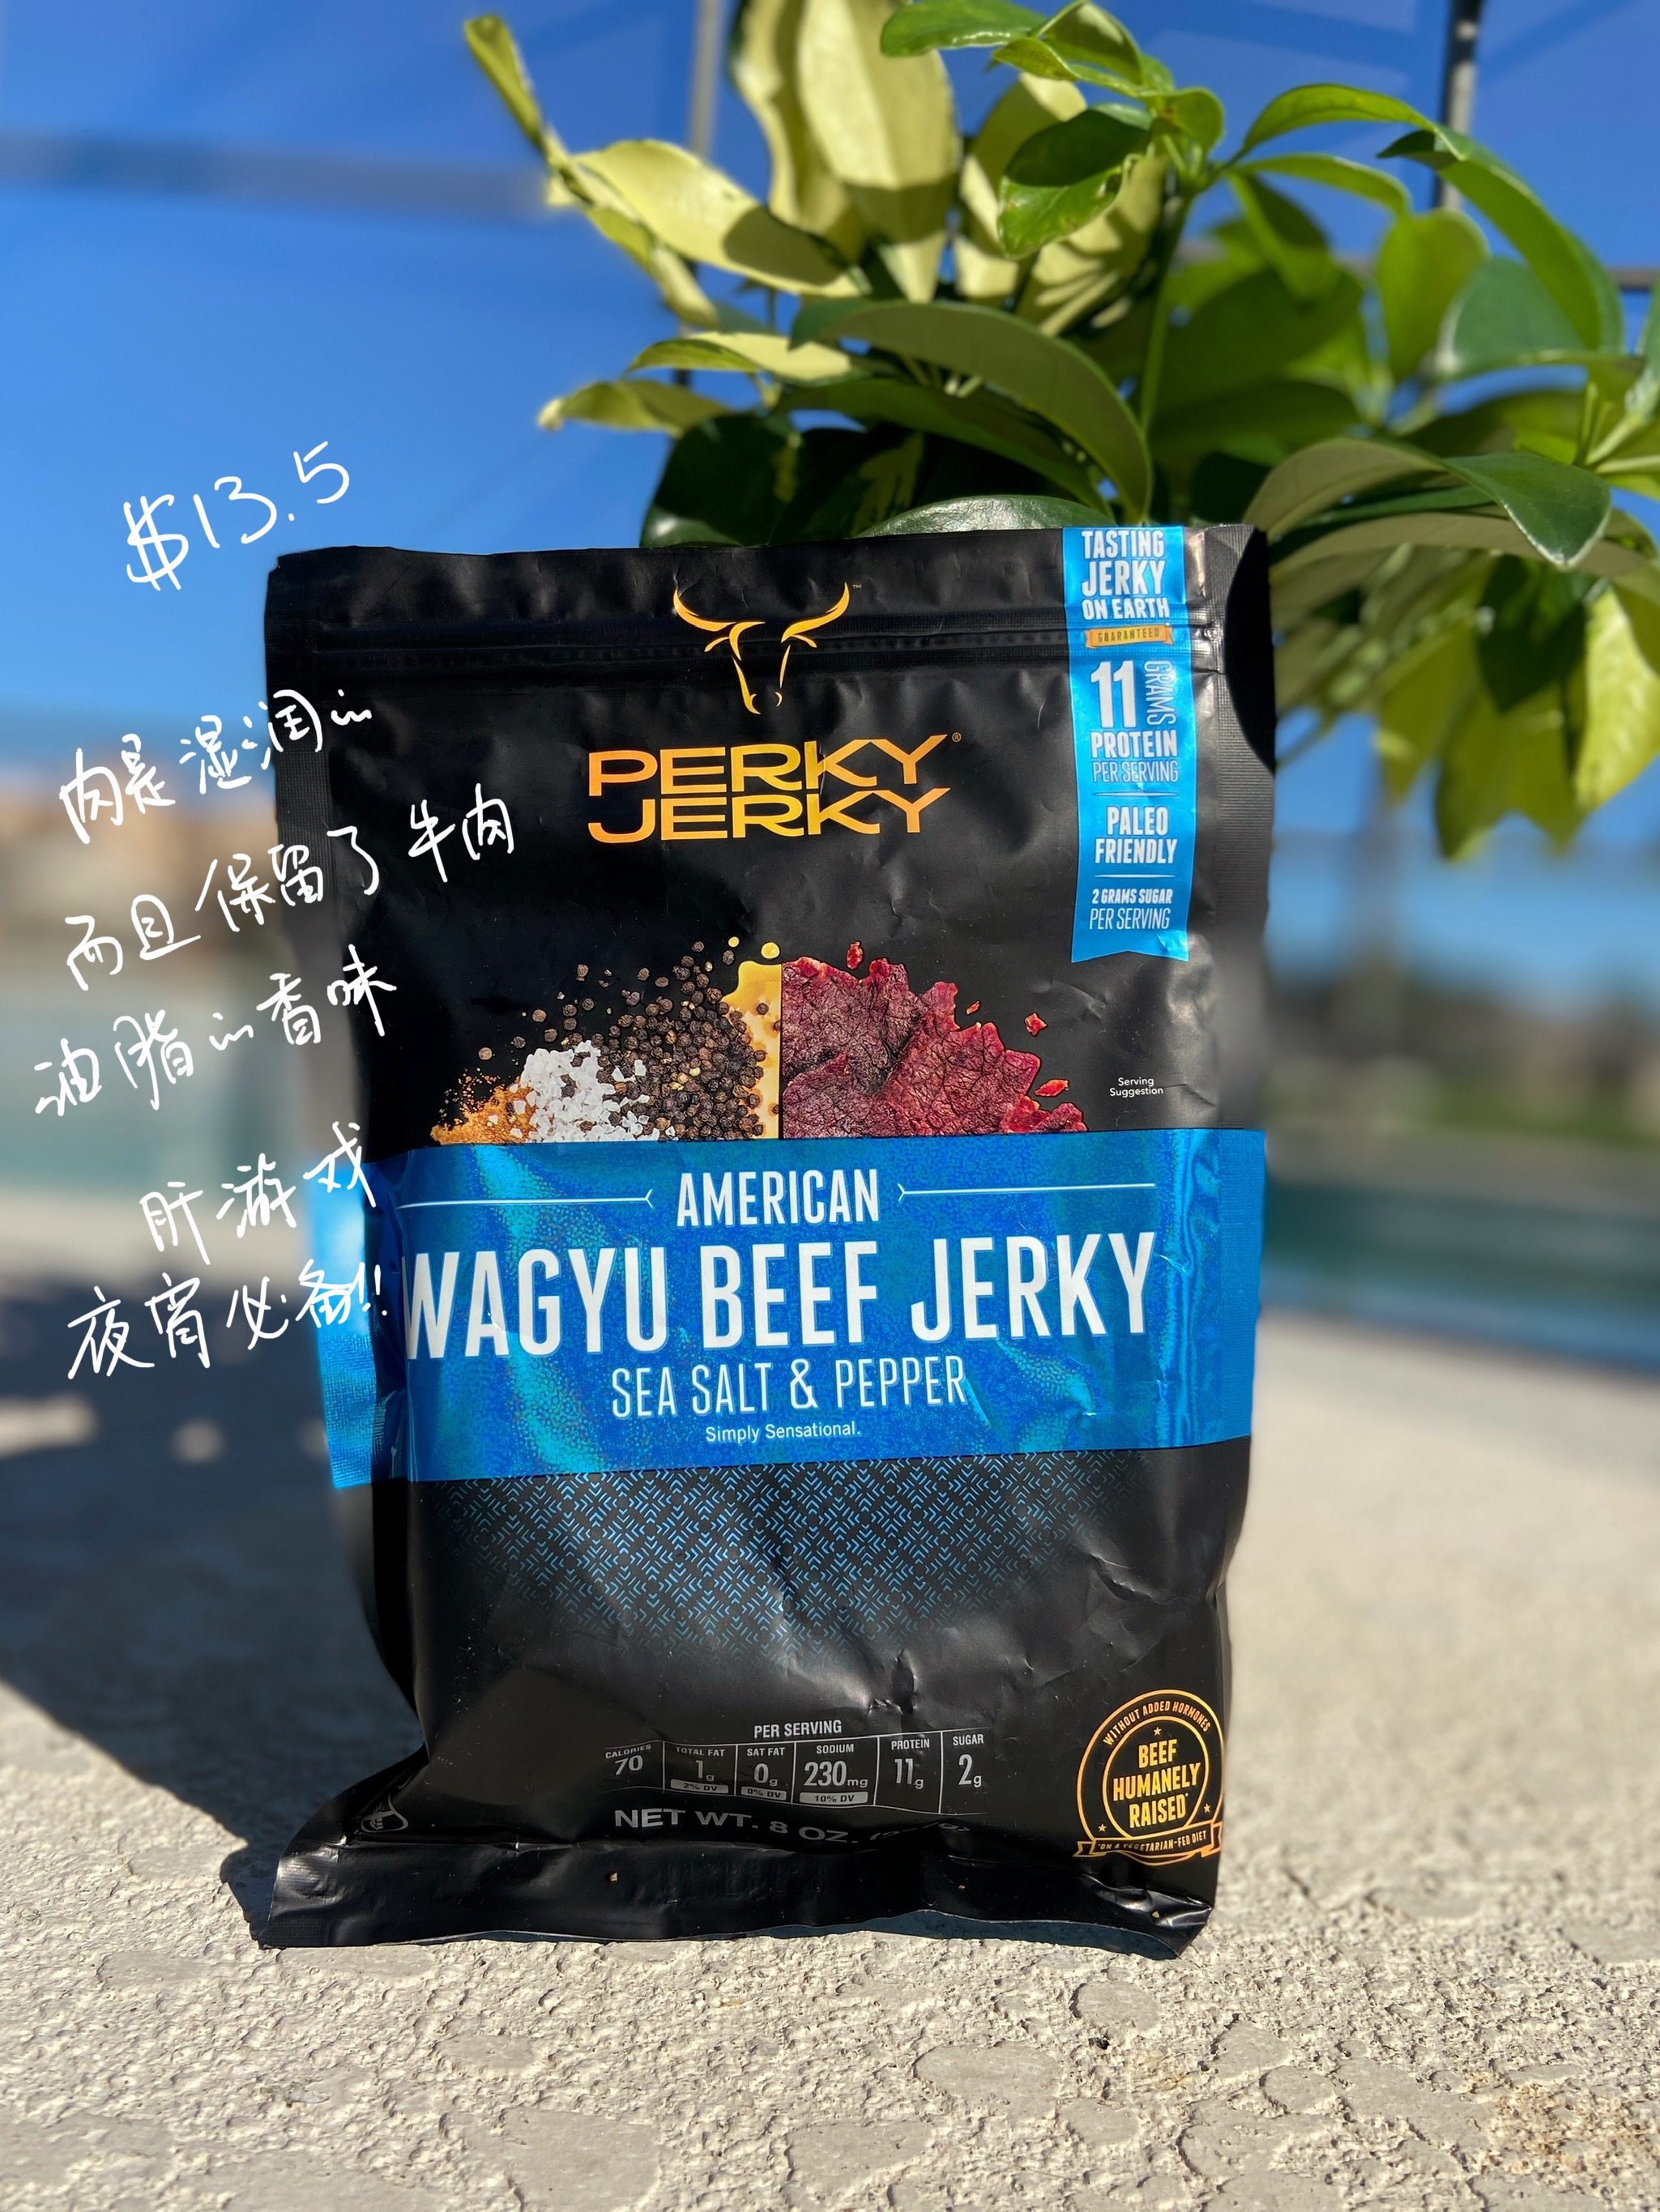 $13.5
肉是湿润的
而且保留了牛肉
油脂的香味
肝游戏
夜宵必备!!
TASTING
JERKY
ON EARTH
GUARANTEED
11 GRAMS
PROTEIN
PER SERVING
PALEO
FRIENDLY
2 GRAMS SUGAR
PER SERVING
™
PERKY®
JERKY
Serving
Suggestion
AMERICAN
WAGYU BEEF JERKY
SEA SALT & PEPPER
Simply Sensational.
PER SERVING
CALORIES 70
TOTAL FAT 1g 2% DV
SAT FAT 0g 0% DV
SODIUM 230mg 10% DV
PROTEIN 11g
SUGAR 2g
NET WT. 8 OZ.
WITHOUT ADDED HORMONES
BEEF
HUMANELY
RAISED
ON A VEGETARIAN-FED DIET